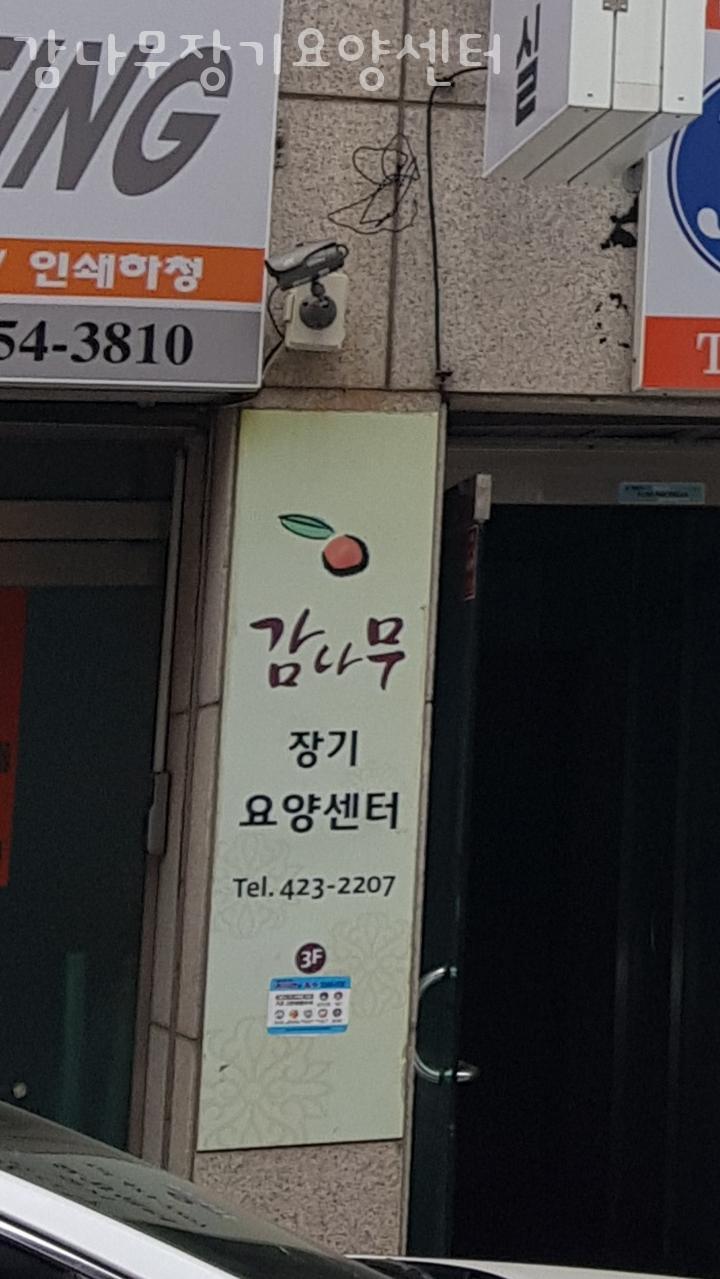 감나무장기요양센터
ING
인쇄하청
54-3810
실
T
감나무
장기
요양센터
Tel. 423-2207
3F